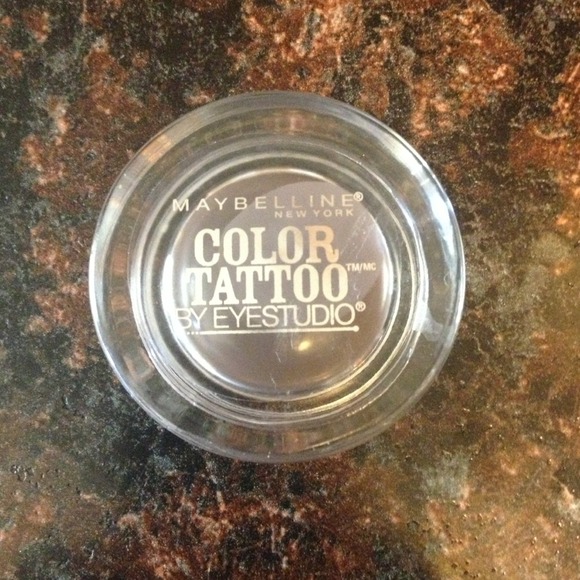 MAYBELLINE®
NEW YORK
COLOR
TATTOO TM/MC
BY EYESTUDIO®